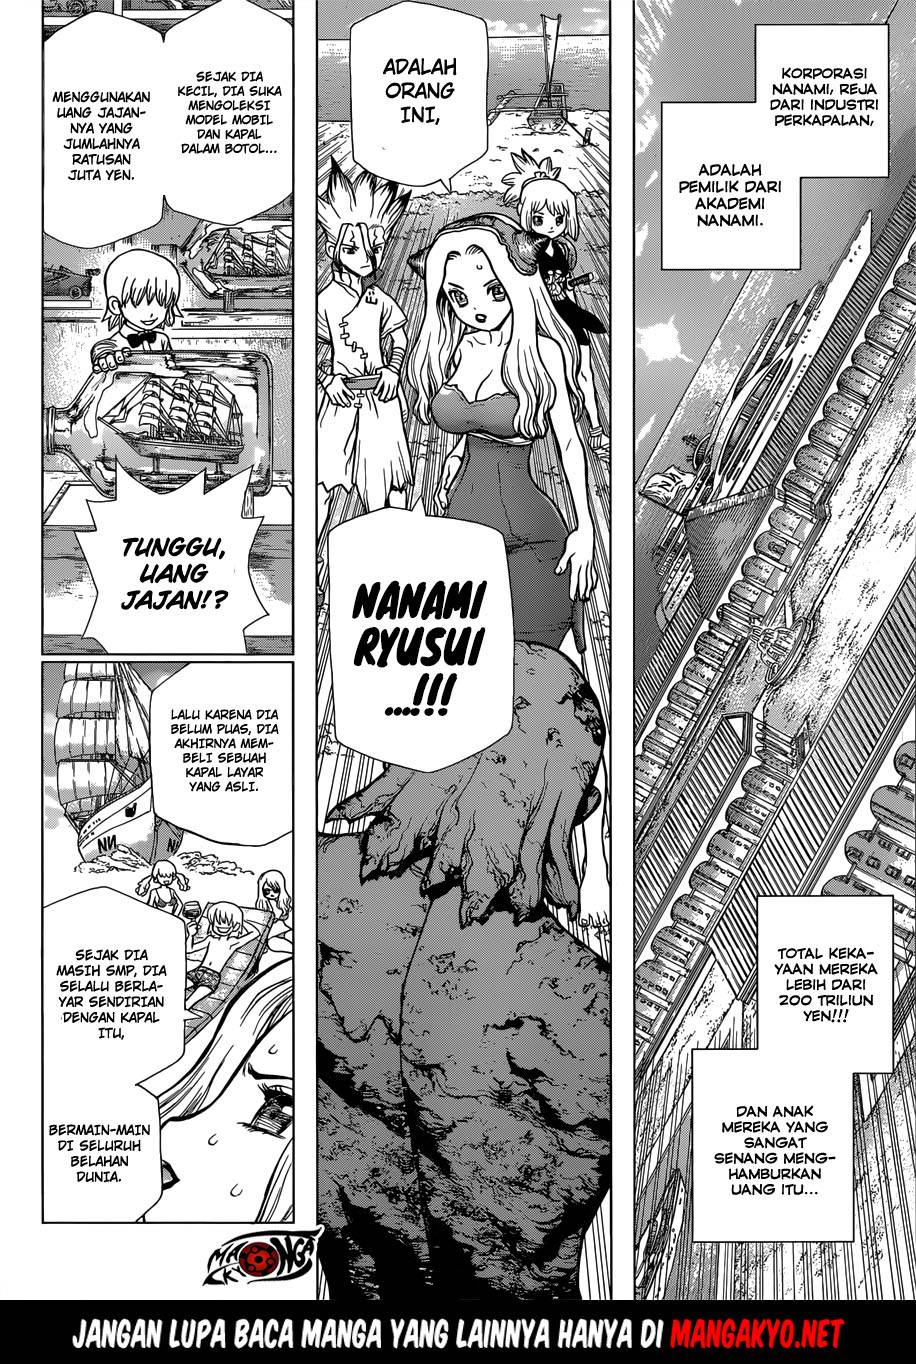 KORPORASI
NANAMI, REJA
DARI INDUSTRI
PERKAPALAN,
ADALAH
PEMILIK DARI
AKADEMI
NANAMI.
TOTAL KEKA-
YAAN MEREKA
LEBIH DARI
200 TRILIUN
YEN!!!
DAN ANAK
MEREKA YANG
SANGAT
SENANG MENG-
HAMBURKAN
UANG ITU...
ADALAH
ORANG
INI,
NANAMI
RYUSUI
....!!!
SEJAK DIA
KECIL, DIA SUKA
MENGOLEKSI
MODEL MOBIL
DAN KAPAL
DALAM BOTOL...
MENGGUNAKAN
UANG JAJAN-
NYA YANG
JUMLAHNYA
RATUSAN
JUTA YEN.
TUNGGU,
UANG
JAJAN!?
LALU KARENA DIA
BELUM PUAS, DIA
AKHIRNYA MEM-
BELI SEBUAH
KAPAL LAYAR
YANG ASLI.
SEJAK DIA
MASIH SMP, DIA
SELALU BERLA-
YAR SENDIRIAN
DENGAN KAPAL
ITU,
BERMAIN-MAIN
DI SELURUH
BELAHAN
DUNIA.
JANGAN LUPA BACA MANGA YANG LAINNYA HANYA DI MANGAKYO.NET